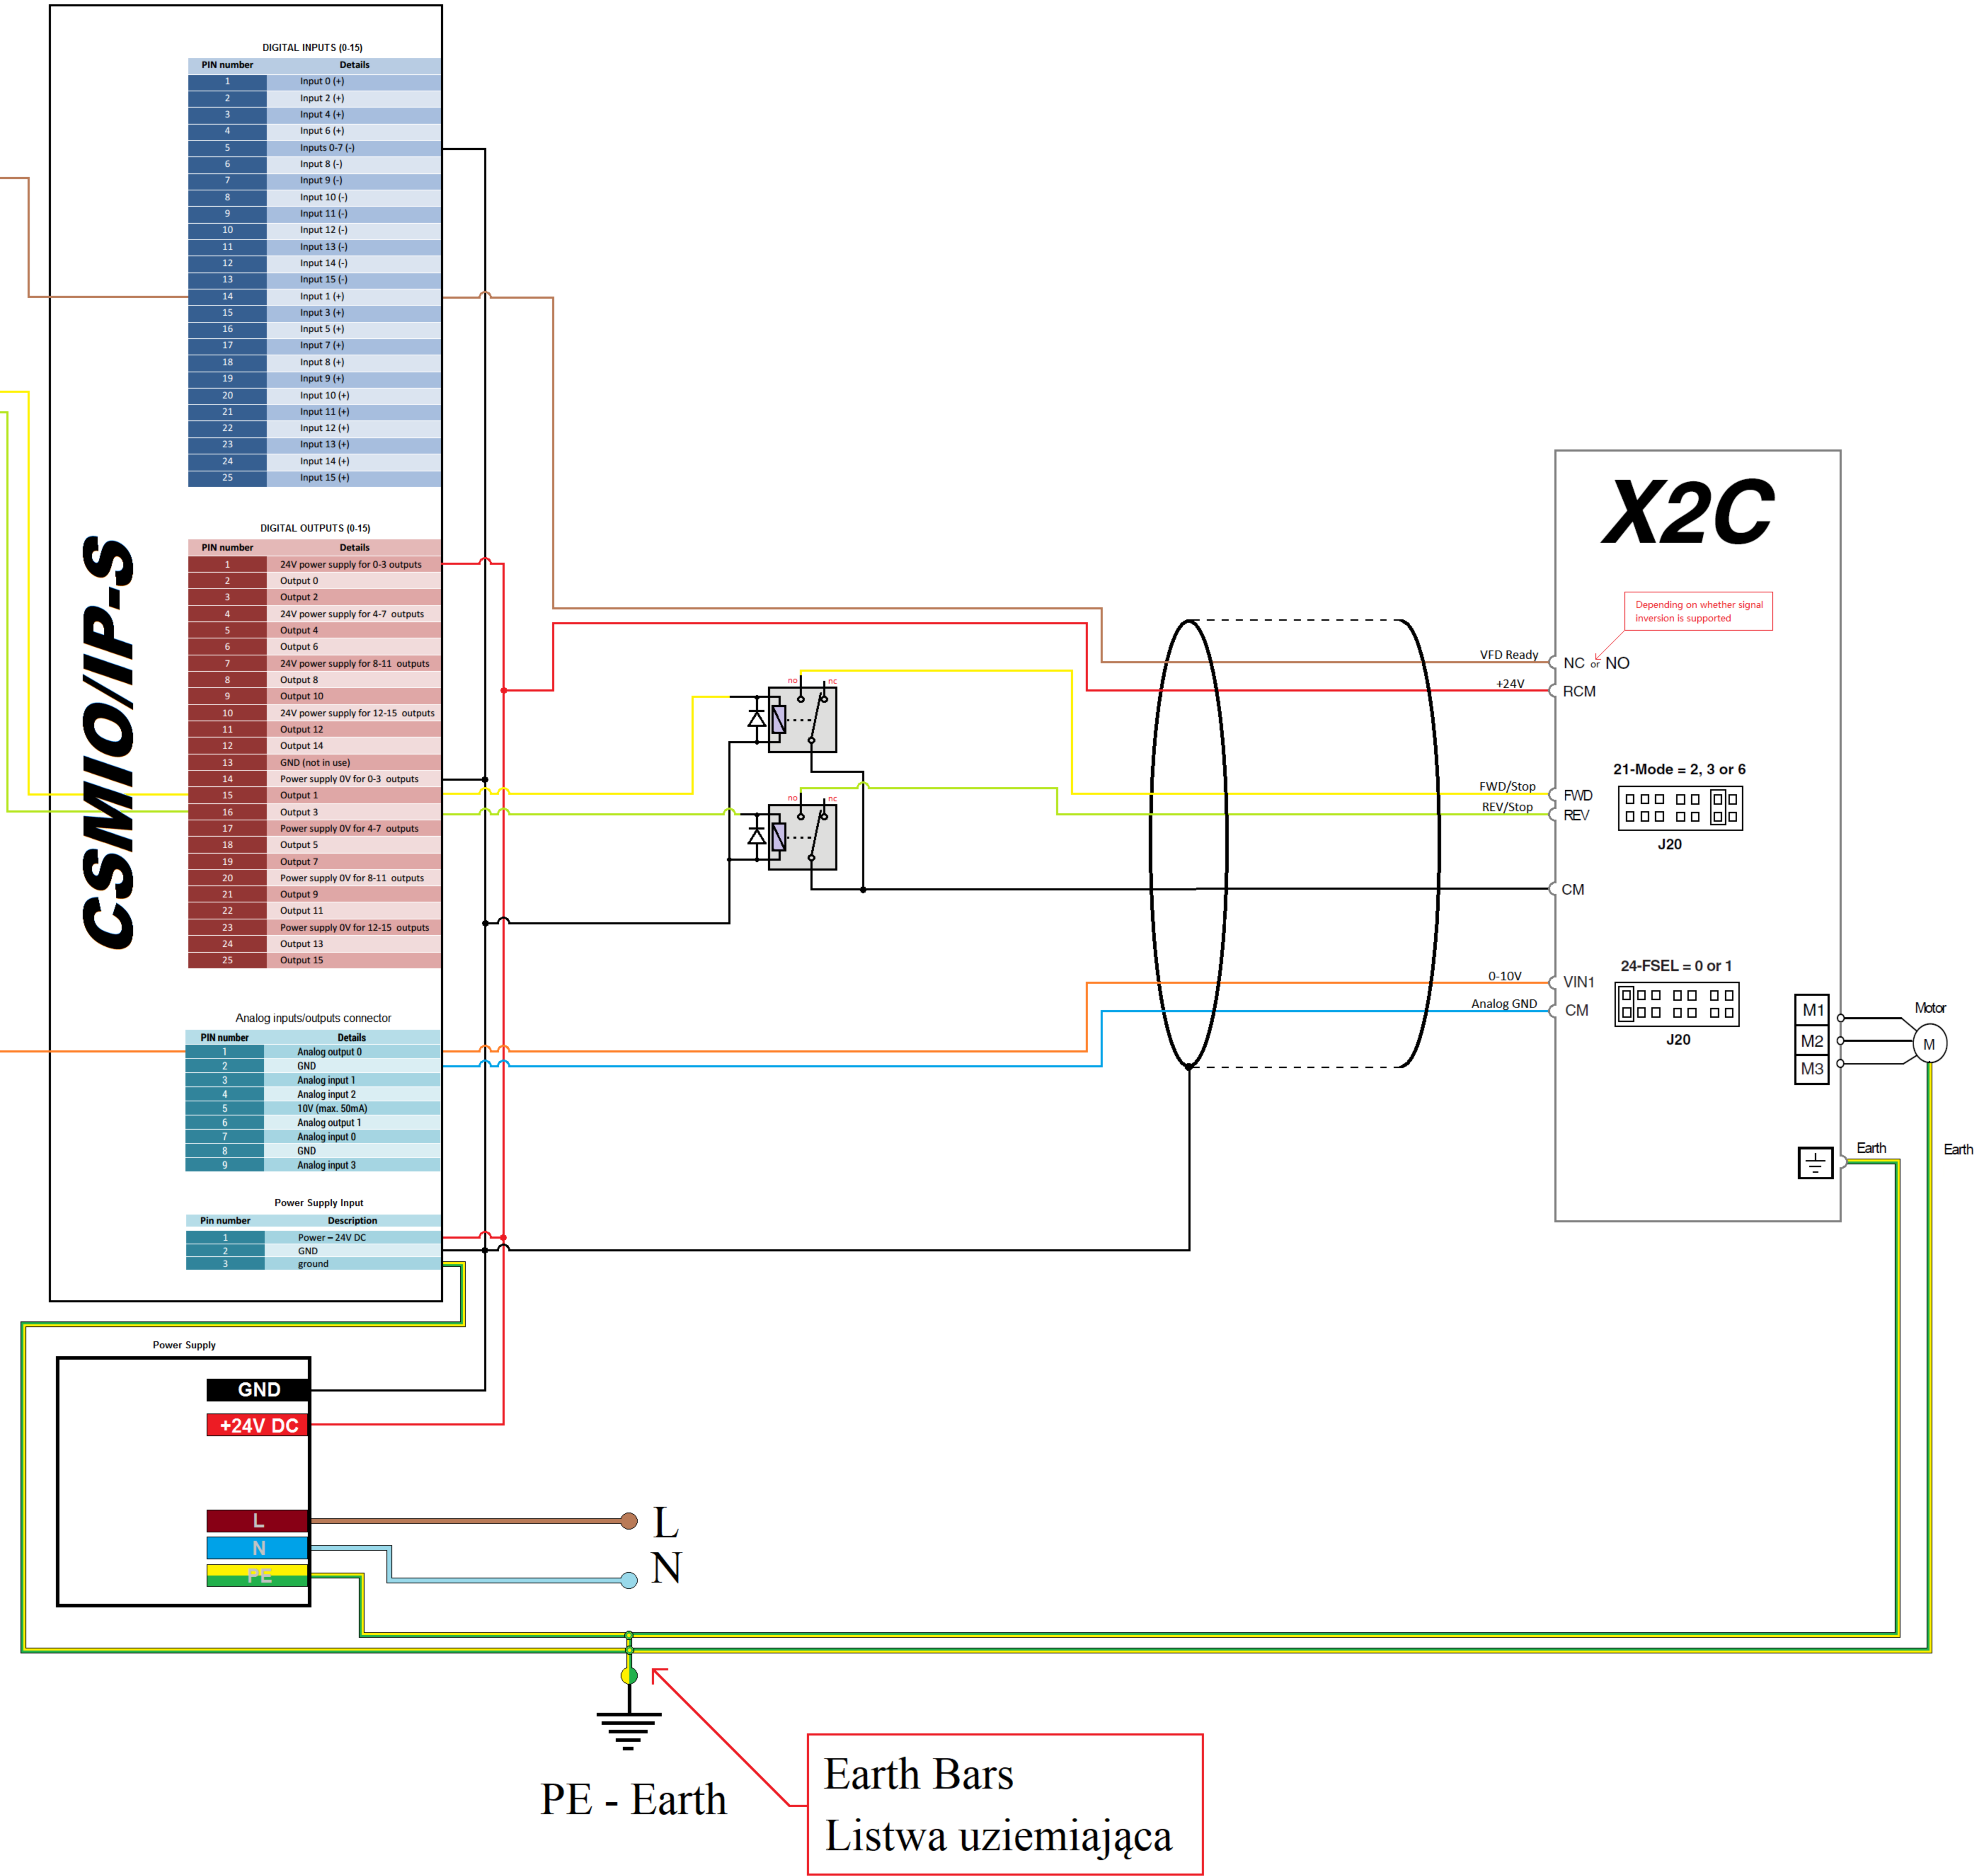 DIGITAL INPUTS (0-15)
PIN number Details
1 Input 0 (+)
2 Input 2 (+)
3 Input 4 (+)
4 Input 6 (+)
5 Inputs 0-7 (-)
6 Input 8 (-)
7 Input 9 (-)
8 Input 10 (-)
9 Input 11 (-)
10 Input 12 (-)
11 Input 13 (-)
12 Input 14 (-)
13 Input 15 (-)
14 Input 1 (+)
15 Input 3 (+)
16 Input 5 (+)
17 Input 7 (+)
18 Input 8 (+)
19 Input 9 (+)
20 Input 10 (+)
21 Input 11 (+)
22 Input 12 (+)
23 Input 13 (+)
24 Input 14 (+)
25 Input 15 (+)
CSMIO/IP-S
DIGITAL OUTPUTS (0-15)
PIN number Details
1 24V power supply for 0-3 outputs
2 Output 0
3 Output 2
4 24V power supply for 4-7 outputs
5 Output 4
6 Output 6
7 24V power supply for 8-11 outputs
8 Output 8
9 Output 10
10 24V power supply for 12-15 outputs
11 Output 12
12 Output 14
13 GND (not in use)
14 Power supply 0V for 0-3 outputs
15 Output 1
16 Output 3
17 Power supply 0V for 4-7 outputs
18 Output 5
19 Output 7
20 Power supply 0V for 8-11 outputs
21 Output 9
22 Output 11
23 Power supply 0V for 12-15 outputs
24 Output 13
25 Output 15
Analog inputs/outputs connector
PIN number Details
1 Analog output 0
2 GND
3 Analog input 1
4 Analog input 2
5 10V (max. 50mA)
6 Analog output 1
7 Analog input 0
8 GND
9 Analog input 3
Power Supply Input
Pin number Description
1 Power – 24V DC
2 GND
3 ground
no nc
no nc
X2C
Depending on whether signal
inversion is supported
VFD Ready NC or NO
+24V RCM
21-Mode = 2, 3 or 6
FWD/Stop FWD
REV/Stop REV
J20
CM
24-FSEL = 0 or 1
0-10V VIN1
Analog GND CM
J20
M1
M2
M3
Motor
M
Earth
Earth
Power Supply
GND
+24V DC
L
N
PE
L
N
PE - Earth
Earth Bars
Listwa uziemiająca